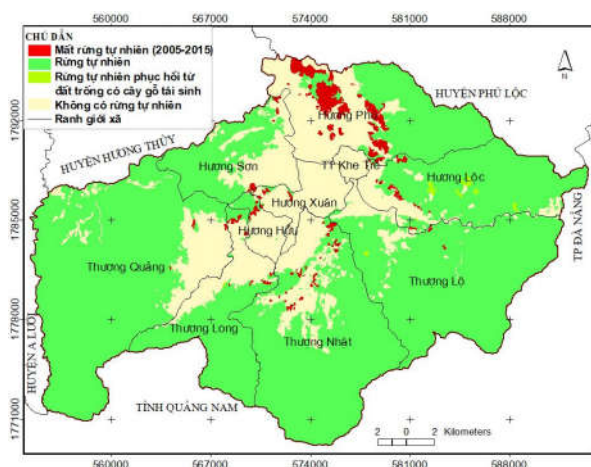 560000 567000 574000 581000 588000
CHÚ DẪN
Mất rừng tự nhiên (2005-2015)
Rừng tự nhiên
Rừng tự nhiên phục hồi từ
đất trống có cây gỗ tái sinh
Không có rừng tự nhiên
Ranh giới xã
N
HUYỆN PHÚ LỘC
1792000
1792000
Hương Phú
HUYỆN HƯƠNG THỦY
Hương Sơn
TT Khe Tre
Hương Lộc
TP ĐÀ NẴNG
Hương Xuân
1785000
1785000
Hương Hữu
Thượng Quảng
Thượng Lộ
1778000
1778000
Thượng Long
Thượng Nhật
HUYỆN A LƯỚI
TỈNH QUẢNG NAM
1771000
1771000
2 0 2 Kilometers
560000 567000 574000 581000 588000